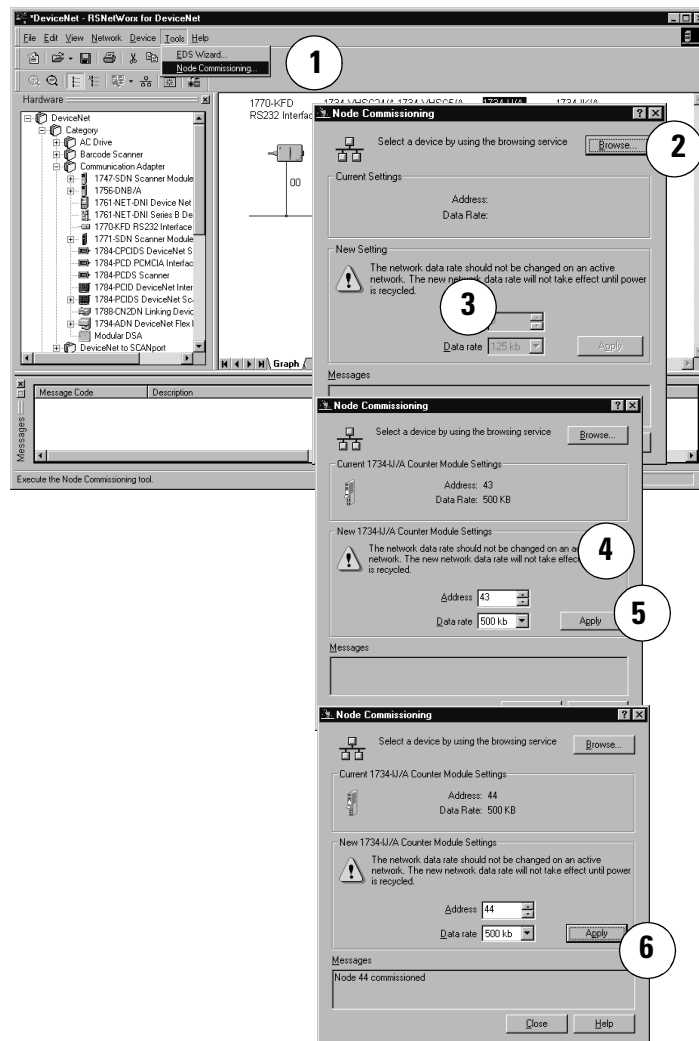 *DeviceNet - RSNetWorx for DeviceNet
File Edit View Network Device Tools Help
EDS Wizard...
Node Commissioning...
1
Hardware
DeviceNet
Category
AC Drive
Barcode Scanner
Communication Adapter
1747-SDN Scanner Module
1756-DNB/A
1761-NET-DNI Device Net
1761-NET-DNI Series B De
1770-KFD RS232 Interface
1771-SDN Scanner Module
1784-CPCIDS DeviceNet S
1784-PCD PCMCIA Interfac
1784-PCDS Scanner
1784-PCID DeviceNet Inter
1784-PCIDS DeviceNet Sc
1788-CN2DN Linking Devic
1794-ADN DeviceNet Flex I
Modular DSA
DeviceNet to SCANport
1770-KFD
RS232 Interfac
1734-VHSC24/A 1734-VHSC5/A 1734-IJ/A 1734-IK/A
00
Graph
Message Code Description
Messages
Execute the Node Commissioning tool.
Node Commissioning
Select a device by using the browsing service
Browse...
2
Current Settings
Address:
Data Rate:
New Setting
The network data rate should not be changed on an active
network. The new network data rate will not take effect until power
is recycled.
3
Data rate 125 kb
Apply
Messages
Node Commissioning
Select a device by using the browsing service
Browse...
Current 1734-IJ/A Counter Module Settings
Address: 43
Data Rate: 500 KB
New 1734-IJ/A Counter Module Settings
The network data rate should not be changed on an a
network. The new network data rate will not take effec
is recycled.
4
Address 43
Data rate 500 kb
Apply
5
Messages
Node Commissioning
Select a device by using the browsing service
Browse...
Current 1734-IJ/A Counter Module Settings
Address: 44
Data Rate: 500 KB
New 1734-IJ/A Counter Module Settings
The network data rate should not be changed on an active
network. The new network data rate will not take effect until power
is recycled.
Address 44
Data rate 500 kb
Apply
6
Messages
Node 44 commissioned
Close Help